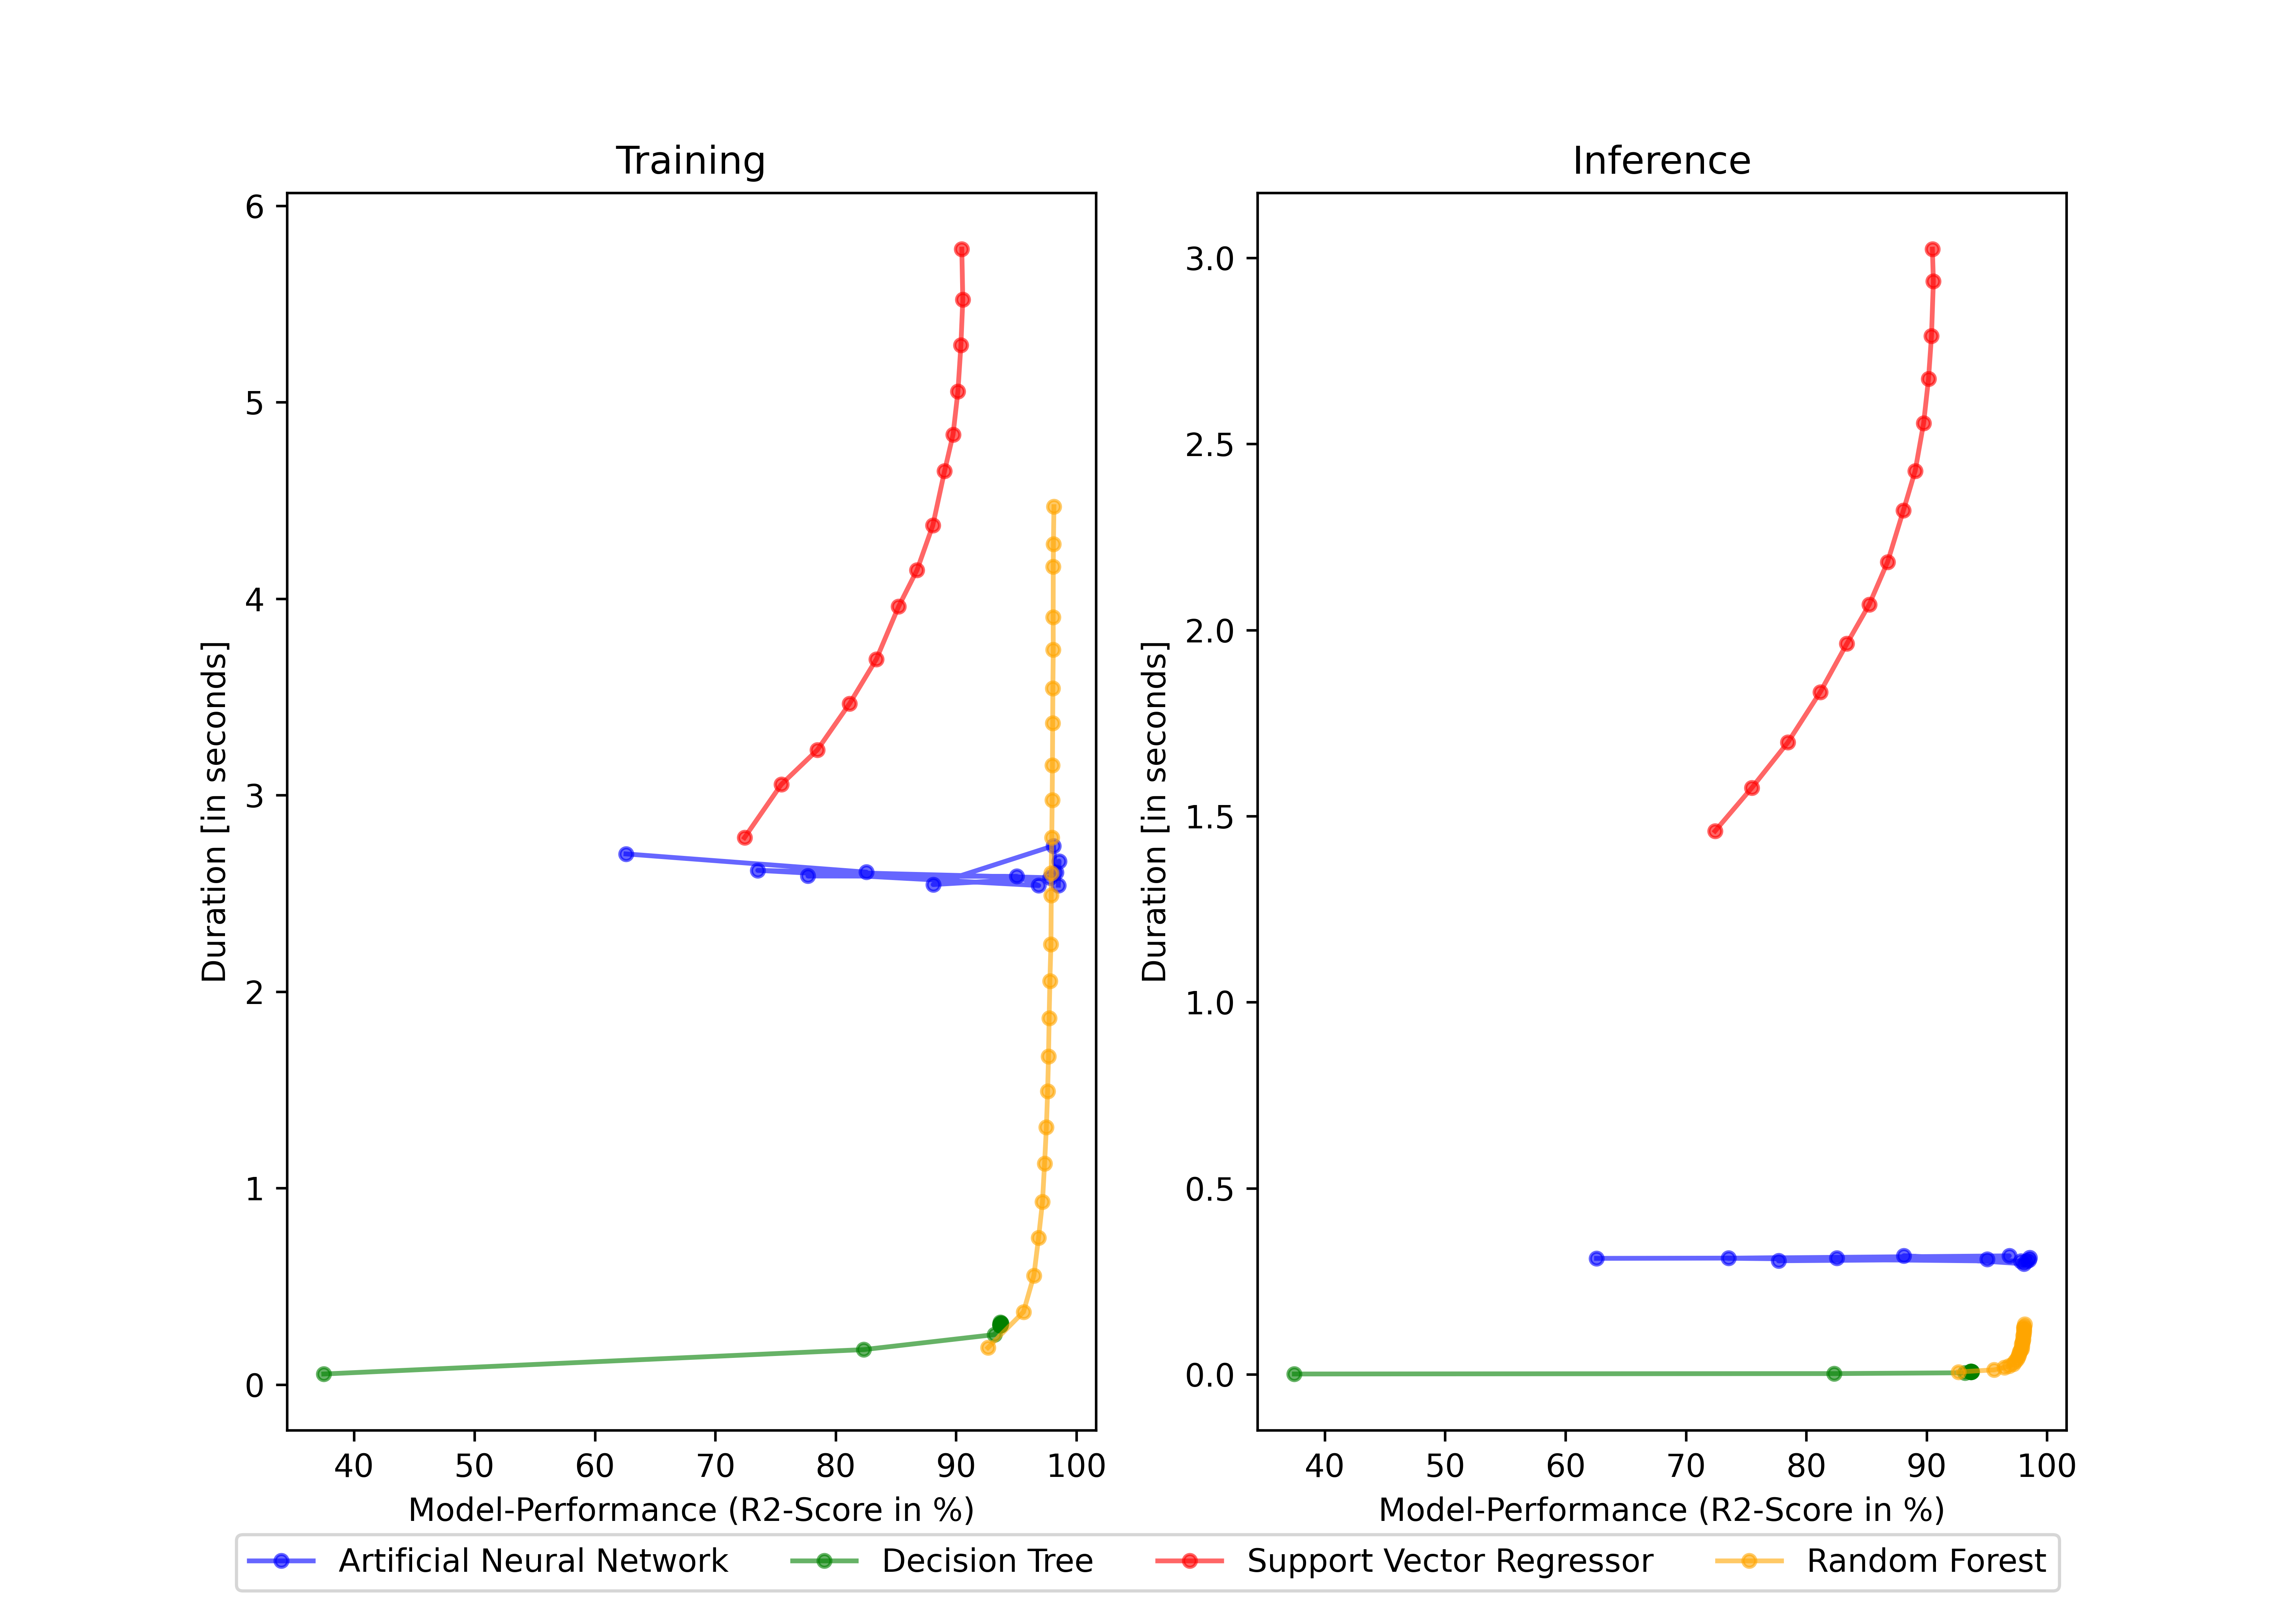 Training
Inference
6
5
4
3
2
1
0
Duration [in seconds]
40 50 60 70 80 90 100
Model-Performance (R2-Score in %)
3.0
2.5
2.0
1.5
1.0
0.5
0.0
Duration [in seconds]
40 50 60 70 80 90 100
Model-Performance (R2-Score in %)
Artificial Neural Network
Decision Tree
Support Vector Regressor
Random Forest